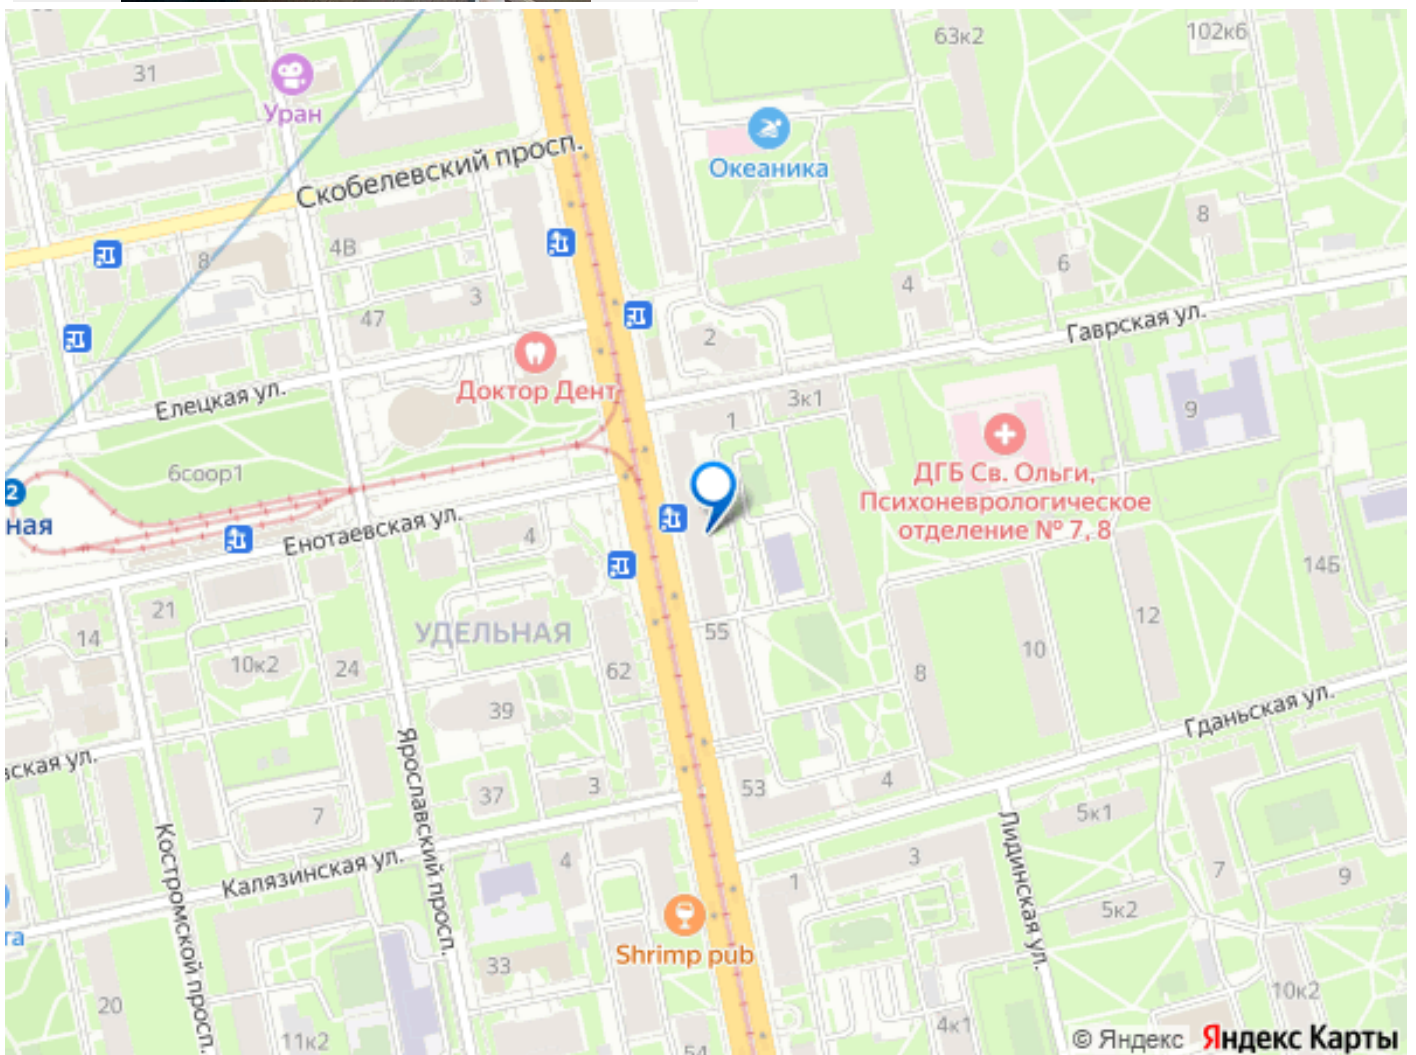 63к2
102к6
31
Уран
Скобелевский просп.
Океаника
8
4В
8
6
4
3
47
2
Гаврская ул.
Доктор Дент
Елецкая ул.
3к1
1
9
6соор1
ДГБ Св. Ольги,
Психоневрологическое
отделение № 7, 8
2
ная
Енотаевская ул.
4
14Б
21
14
УДЕЛЬНАЯ
55
12
10к2
24
62
10
8
39
Гданьская ул.
ская ул.
Ярославский просп.
37
3
53
4
7
5к1
Костромской просп.
Калязинская ул.
4
3
Лидинская ул.
7
9
1
5к2
та
Shrimp pub
33
20
10к2
11к2
54
4к1
© Яндекс Яндекс Карты